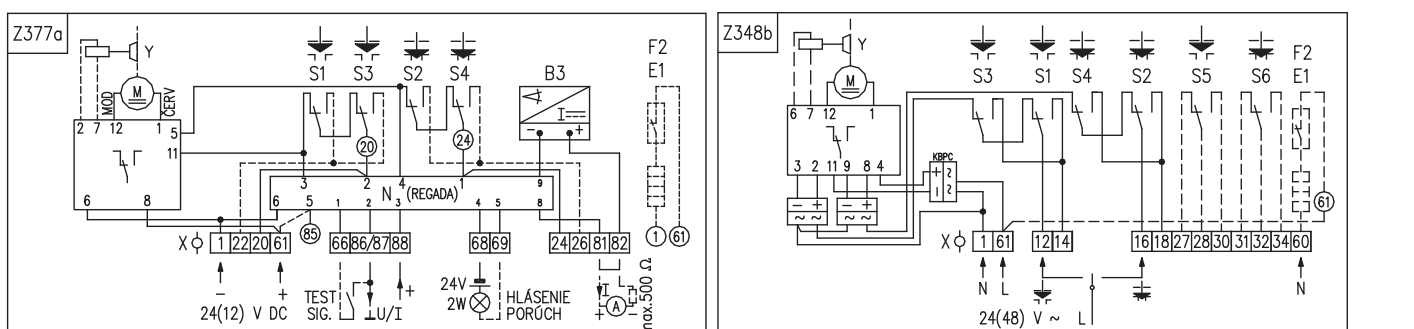 Z377a
Y
S1 S3 S2 S4
B3
F2
E1
M
MOD
ČERV
2 7 12 1
5
11
20
24
I
- +
3 2 4 1 9
N (REGADA)
6 8
6 5 1 2 3 4 5 8
85
X 1 22 20 61 66 86/87 88 68 69 24 26 81 82
1 61
- +
24(12) V DC
TEST
SIG.
U/I
+
24V
2W
HLÁSENIE
PORÚCH
I L
A
+ -
max.500 Ω
Z348b
Y
S3 S1 S4 S2 S5 S6
F2
E1
M
6 7 12 1
3 2 11 9 8 4
KBPC
+ ~
- ~
- +
~ ~
- +
~ ~
61
X 1 61 12 14 16 18 27 28 30 31 32 34 60
N L
N
24(48) V ~ L